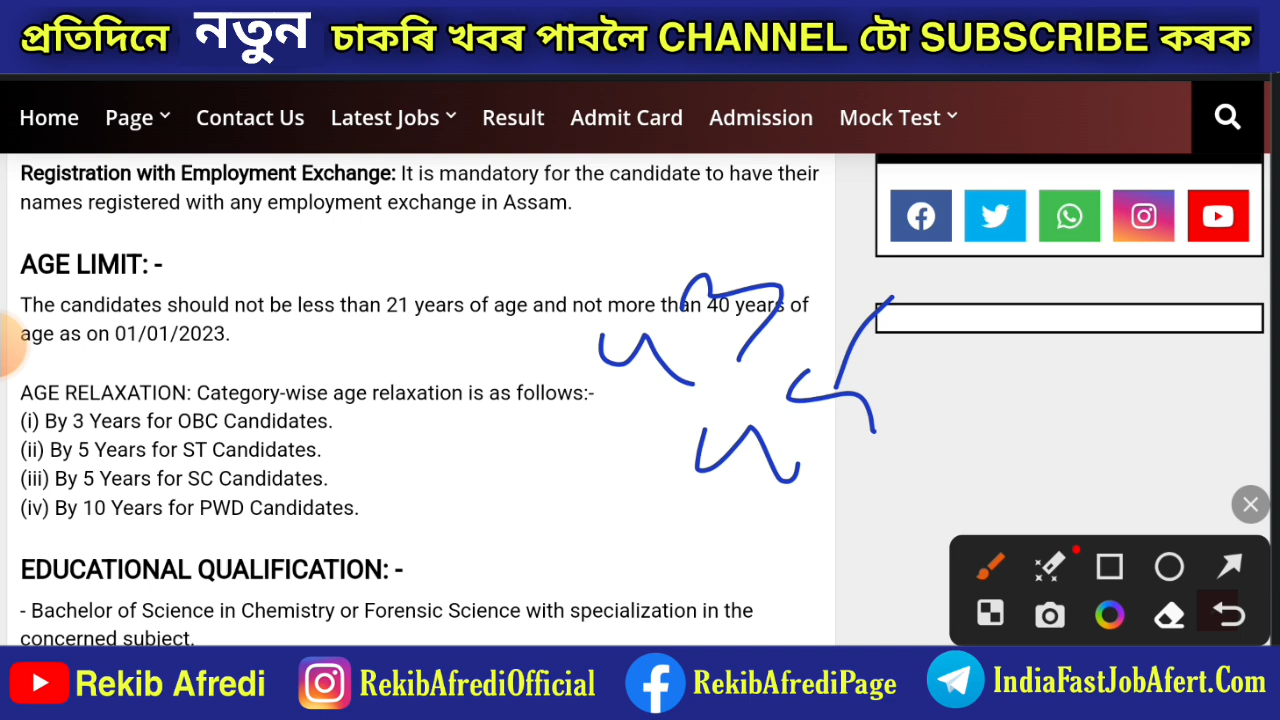 প্ৰতিদিনে নতুন চাকৰি খবৰ পাবলৈ CHANNEL টো SUBSCRIBE কৰক
Home Page Contact Us Latest Jobs Result Admit Card Admission Mock Test
Registration with Employment Exchange: It is mandatory for the candidate to have their
names registered with any employment exchange in Assam.
AGE LIMIT: -
The candidates should not be less than 21 years of age and not more than 40 years of
age as on 01/01/2023.
AGE RELAXATION: Category-wise age relaxation is as follows:-
(i) By 3 Years for OBC Candidates.
(ii) By 5 Years for ST Candidates.
(iii) By 5 Years for SC Candidates.
(iv) By 10 Years for PWD Candidates.
EDUCATIONAL QUALIFICATION: -
- Bachelor of Science in Chemistry or Forensic Science with specialization in the
concerned subject.
Rekib Afredi RekibAfrediOfficial RekibAfrediPage IndiaFastJobAfert.Com